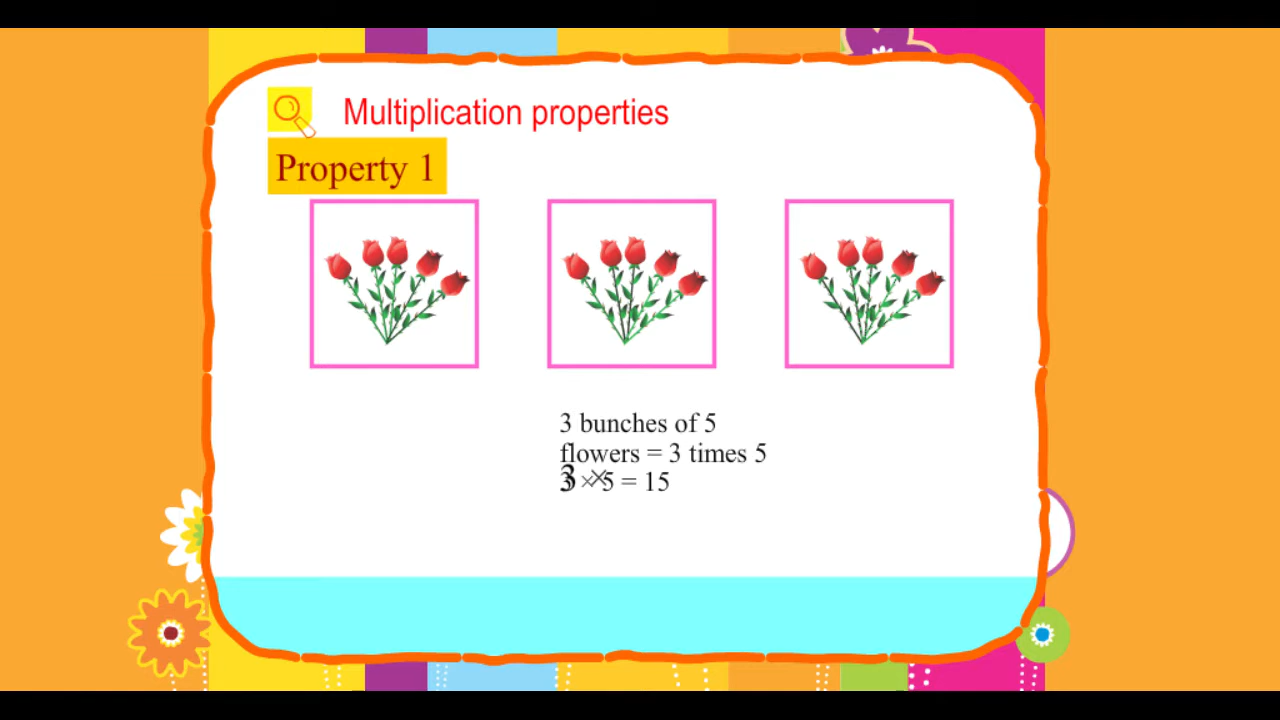 Multiplication properties
Property 1
3 bunches of 5
flowers = 3 times 5
3 × 5 = 15